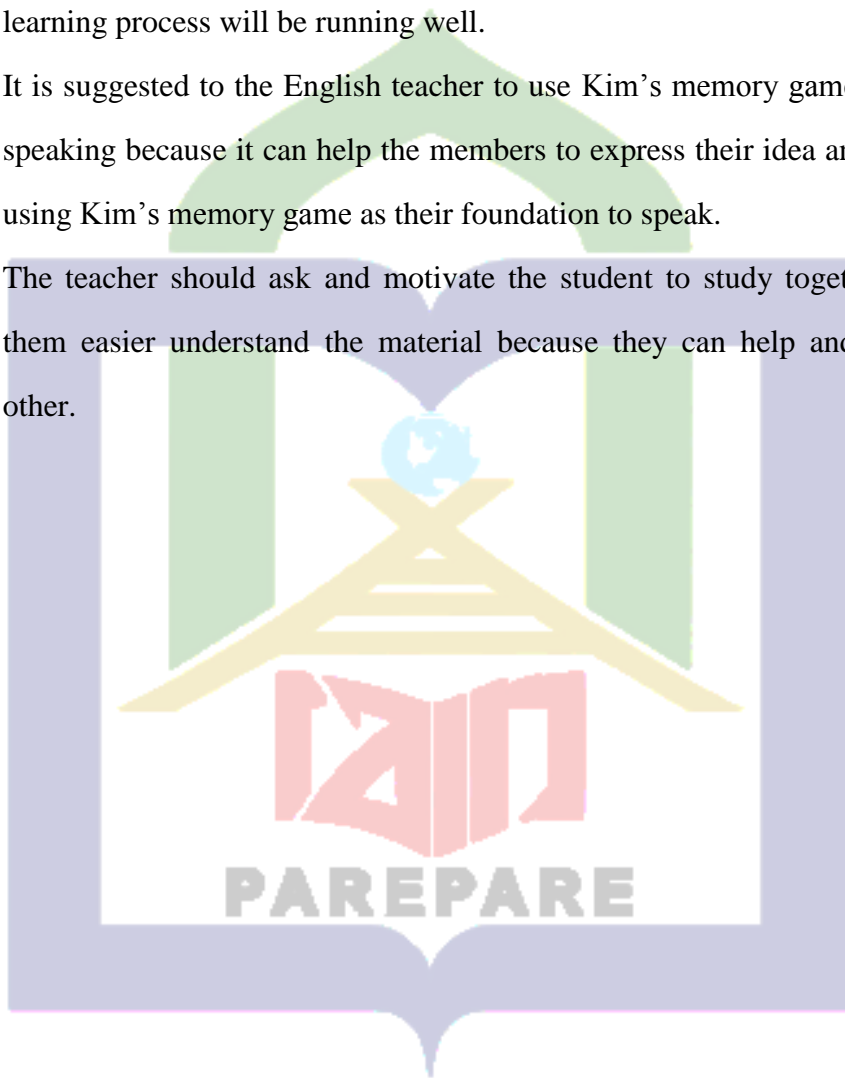 learning process will be running well.
It is suggested to the English teacher to use Kim’s memory game
speaking because it can help the members to express their idea
using Kim’s memory game as their foundation to speak.
The teacher should ask and motivate the student to study
them easier understand the material because they can help and
other.
iain
PAREPARE